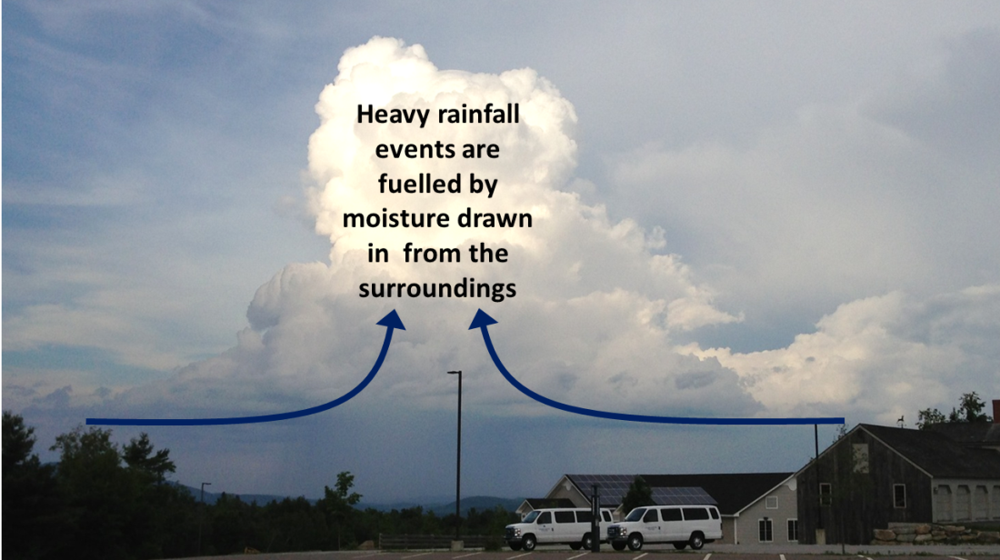 Heavy rainfall
events are
fuelled by
moisture drawn
in  from the
surroundings